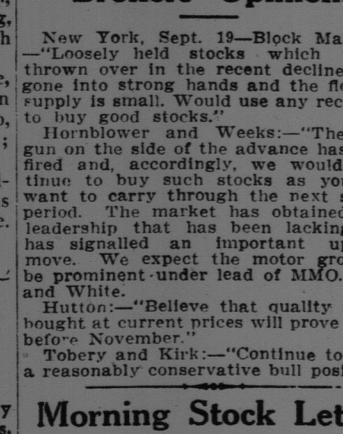 Opinion
New York, Sept. 19—Block Ma
—"Loosely held stocks which
thrown over in the recent decline
gone into strong hands and the flo
supply is small. Would use any rec
to buy good stocks."
Hornblower and Weeks:—"The
gun on the side of the advance has
fired and, accordingly, we would
tinue to buy such stocks as yo
want to carry through the next s
period. The market has obtained
leadership that has been lacking
has signalled an important up
move. We expect the motor gro
be prominent under lead of MMO.
and White.
Hutton:—"Believe that quality
bought at current prices will prove
before November."
Tobery and Kirk:—"Continue to
a reasonably conservative bull posi
Morning Stock Let